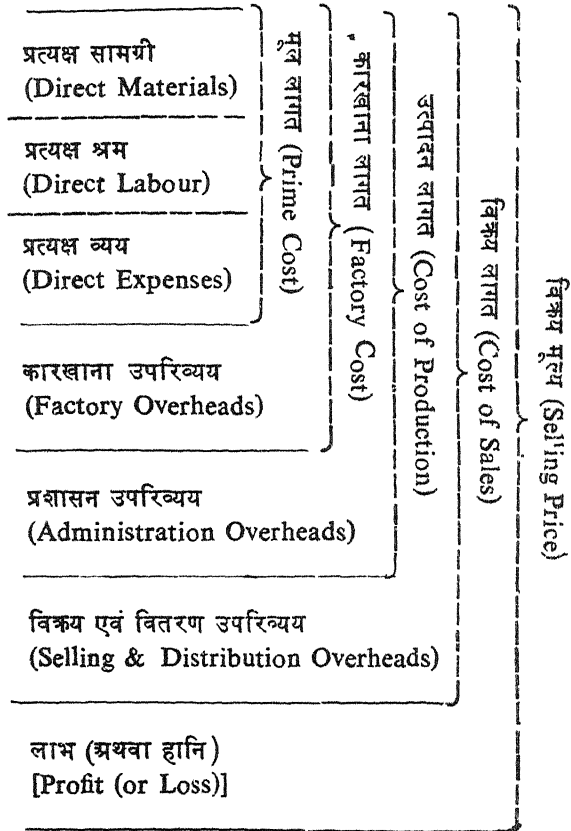 प्रत्यक्ष सामग्री
(Direct Materials)
प्रत्यक्ष श्रम
(Direct Labour)
प्रत्यक्ष व्यय
(Direct Expenses)
कारखाना उपरिव्यय
(Factory Overheads)
प्रशासन उपरिव्यय
(Administration Overheads)
विक्रय एवं वितरण उपरिव्यय
(Selling & Distribution Overheads)
लाभ (अथवा हानि)
[Profit (or Loss)]
मूल लागत (Prime Cost)
कारखाना लागत (Factory Cost)
उत्पादन लागत (Cost of Production)
विक्रय लागत (Cost of Sales)
विक्रय मूल्य (Selling Price)